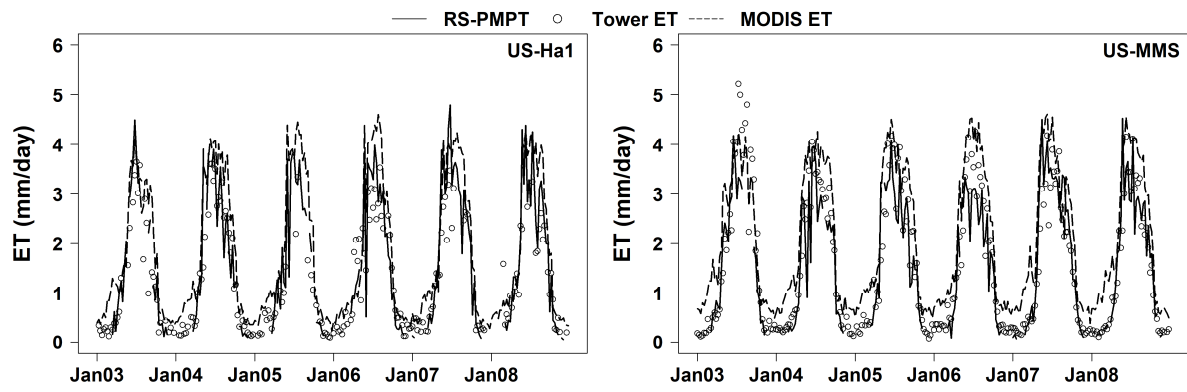 RS-PMPT Tower ET MODIS ET
US-Ha1
ET (mm/day)
6
5
4
3
2
1
0
Jan03 Jan04 Jan05 Jan06 Jan07 Jan08
US-MMS
ET (mm/day)
6
5
4
3
2
1
0
Jan03 Jan04 Jan05 Jan06 Jan07 Jan08